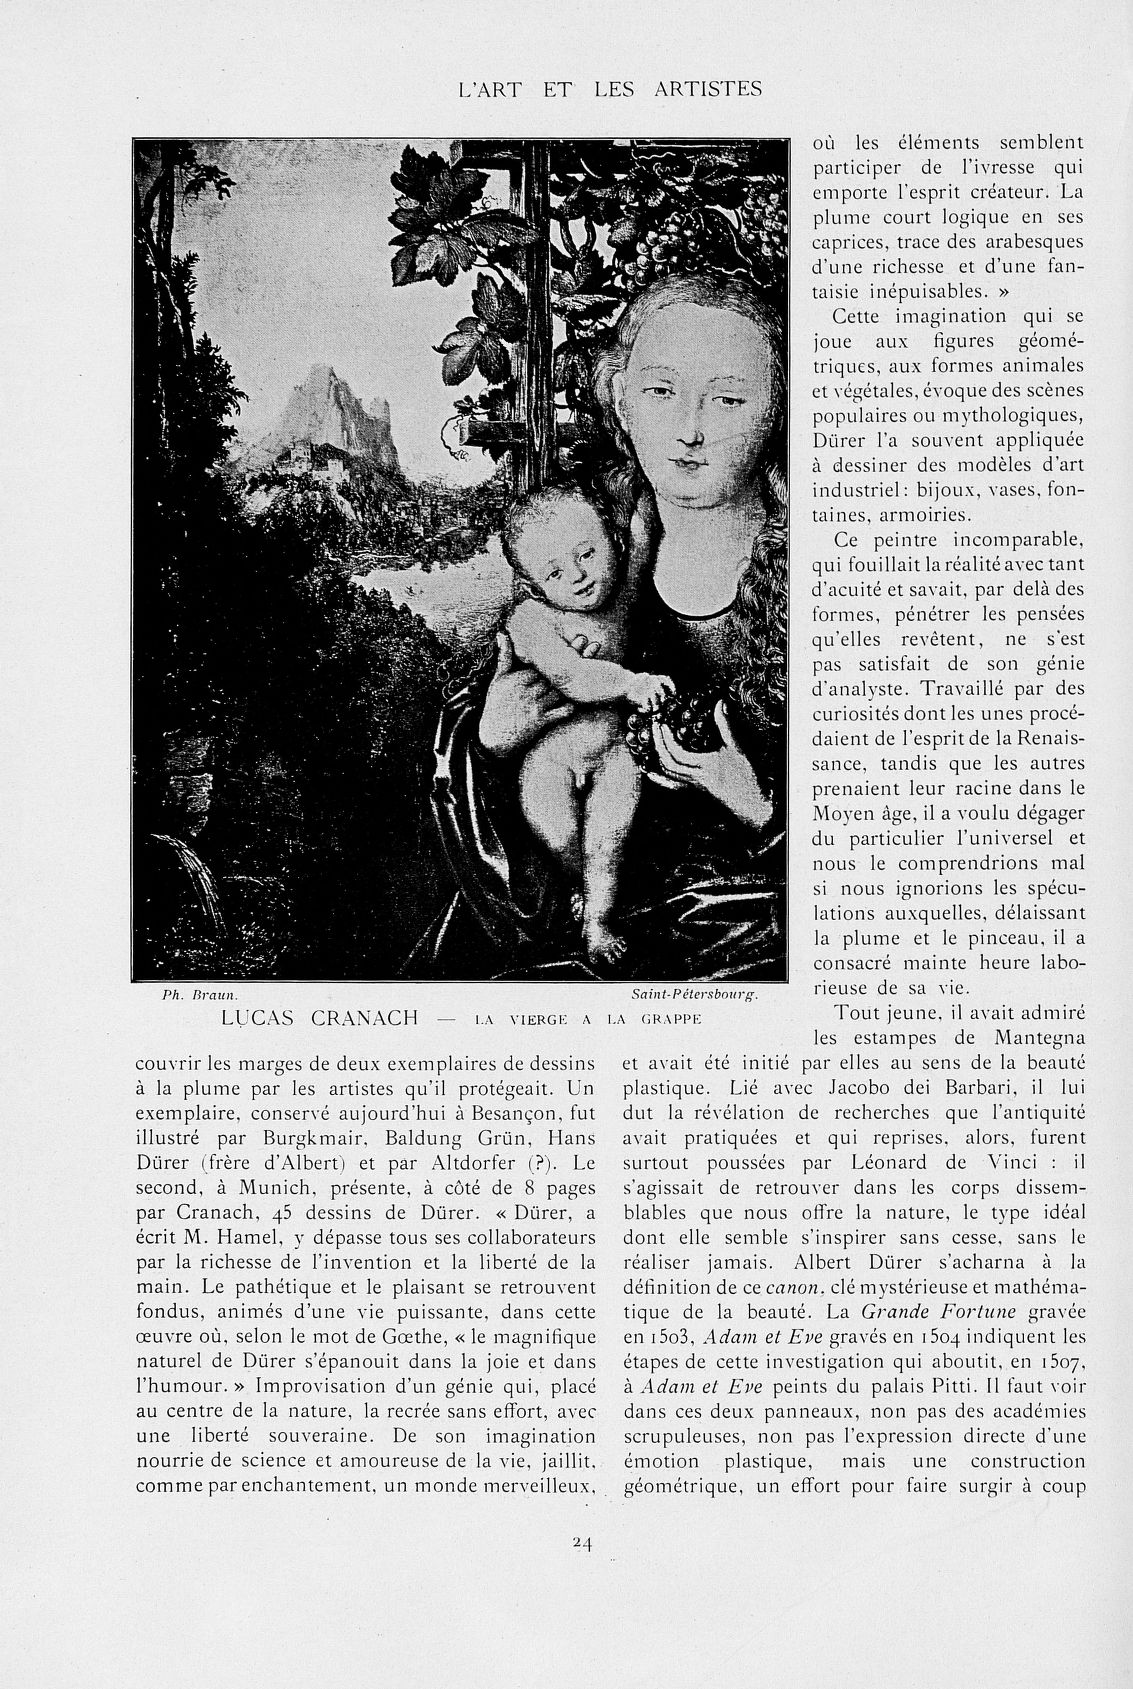 L'ART ET LES ARTISTES
Ph. Braun.
Saint-Pétersbourg.
LUCAS CRANACH — LA VIERGE A LA GRAPPE
couvrir les marges de deux exemplaires de dessins
à la plume par les artistes qu'il protégeait. Un
exemplaire, conservé aujourd'hui à Besançon, fut
illustré par Burgkmair, Baldung Grün, Hans
Dürer (frère d'Albert) et par Altdorfer (?). Le
second, à Munich, présente, à côté de 8 pages
par Cranach, 45 dessins de Dürer. « Dürer, a
écrit M. Hamel, y dépasse tous ses collaborateurs
par la richesse de l'invention et la liberté de la
main. Le pathétique et le plaisant se retrouvent
fondus, animés d'une vie puissante, dans cette
œuvre où, selon le mot de Gœthe, « le magnifique
naturel de Dürer s'épanouit dans la joie et dans
l'humour. » Improvisation d'un génie qui, placé
au centre de la nature, la recrée sans effort, avec
une liberté souveraine. De son imagination
nourrie de science et amoureuse de la vie, jaillit,
comme par enchantement, un monde merveilleux,
où les éléments semblent
participer de l'ivresse qui
emporte l'esprit créateur. La
plume court logique en ses
caprices, trace des arabesques
d'une richesse et d'une fan-
taisie inépuisables. »
Cette imagination qui se
joue aux figures géomé-
triques, aux formes animales
et végétales, évoque des scènes
populaires ou mythologiques,
Dürer l'a souvent appliquée
à dessiner des modèles d'art
industriel : bijoux, vases, fon-
taines, armoiries.
Ce peintre incomparable,
qui fouillait la réalité avec tant
d'acuité et savait, par delà des
formes, pénétrer les pensées
qu'elles revêtent, ne s'est
pas satisfait de son génie
d'analyste. Travaillé par des
curiosités dont les unes procé-
daient de l'esprit de la Renais-
sance, tandis que les autres
prenaient leur racine dans le
Moyen âge, il a voulu dégager
du particulier l'universel et
nous le comprendrions mal
si nous ignorions les spécu-
lations auxquelles, délaissant
la plume et le pinceau, il a
consacré mainte heure labo-
rieuse de sa vie.
Tout jeune, il avait admiré
les estampes de Mantegna
et avait été initié par elles au sens de la beauté
plastique. Lié avec Jacobo dei Barbari, il lui
dut la révélation de recherches que l'antiquité
avait pratiquées et qui reprises, alors, furent
surtout poussées par Léonard de Vinci : il
s'agissait de retrouver dans les corps dissem-
blables que nous offre la nature, le type idéal
dont elle semble s'inspirer sans cesse, sans le
réaliser jamais. Albert Dürer s'acharna à la
définition de ce canon, clé mystérieuse et mathéma-
tique de la beauté. La Grande Fortune gravée
en 1503, Adam et Eve gravés en 1504 indiquent les
étapes de cette investigation qui aboutit, en 1507,
à Adam et Eve peints du palais Pitti. Il faut voir
dans ces deux panneaux, non pas des académies
scrupuleuses, non pas l'expression directe d'une
émotion plastique, mais une construction
géométrique, un effort pour faire surgir à coup
24